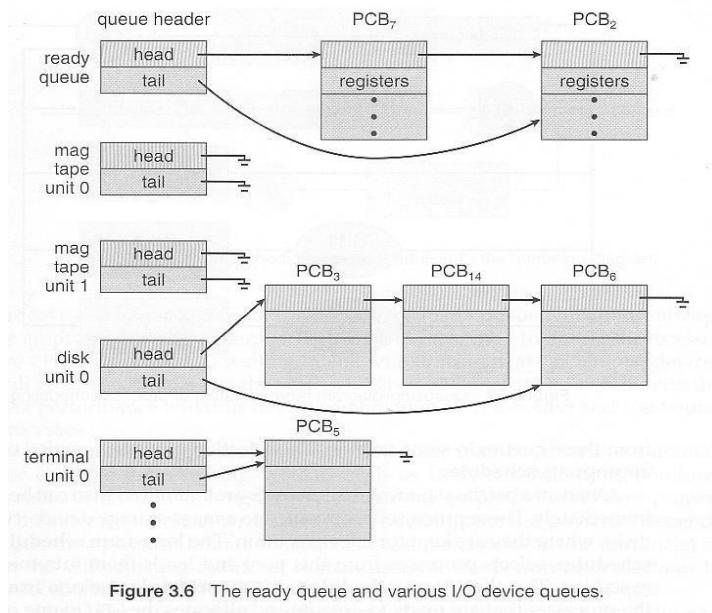 queue header PCB7 PCB2
ready queue
head
tail
registers registers
mag tape unit 0
head
tail
mag tape unit 1
head
tail
PCB3 PCB14 PCB6
disk unit 0
head
tail
PCB5
terminal unit 0
head
tail
Figure 3.6 The ready queue and various I/O device queues.